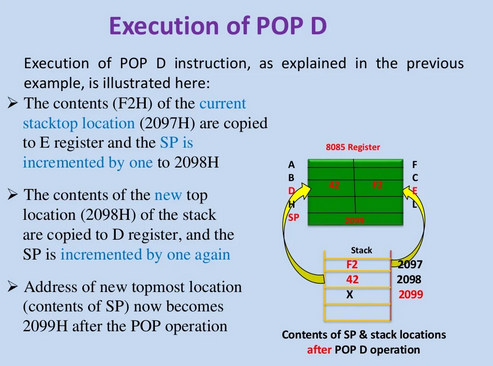 Execution of POP D
Execution of POP D instruction, as explained in the previous
example, is illustrated here:
➢ The contents (F2H) of the current
stacktop location (2097H) are copied
to E register and the SP is
incremented by one to 2098H
➢ The contents of the new top
location (2098H) of the stack
are copied to D register, and the
SP is incremented by one again
➢ Address of new topmost location
(contents of SP) now becomes
2099H after the POP operation
8085 Register
A F
B C
D 42 F2 E
H L
SP 2099
Stack
F2 2097
42 2098
X 2099
Contents of SP & stack locations
after POP D operation